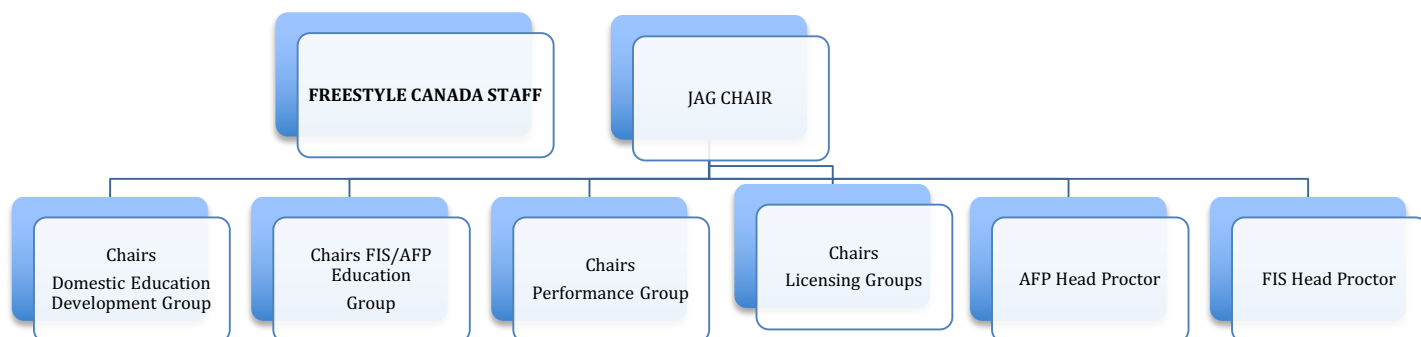 FREESTYLE CANADA STAFF
JAG CHAIR
Chairs
Domestic Education
Development Group
Chairs FIS/AFP
Education
Group
Chairs
Performance Group
Chairs
Licensing Groups
AFP Head Proctor
FIS Head Proctor